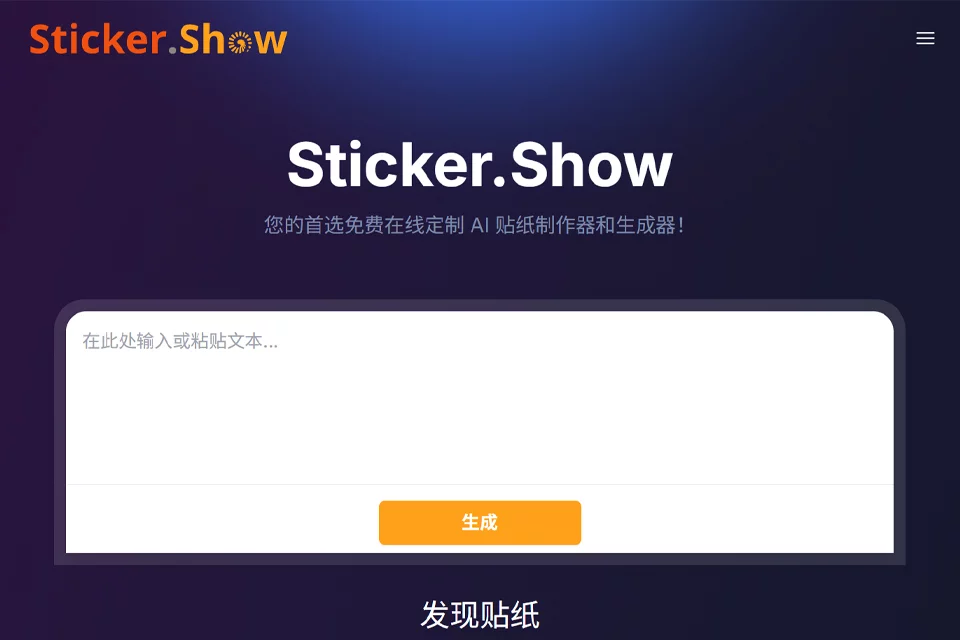 Sticker.Show
Sticker.Show
您的首选免费在线定制 AI 贴纸制作器和生成器！
在此处输入或粘贴文本...
生成
发现贴纸